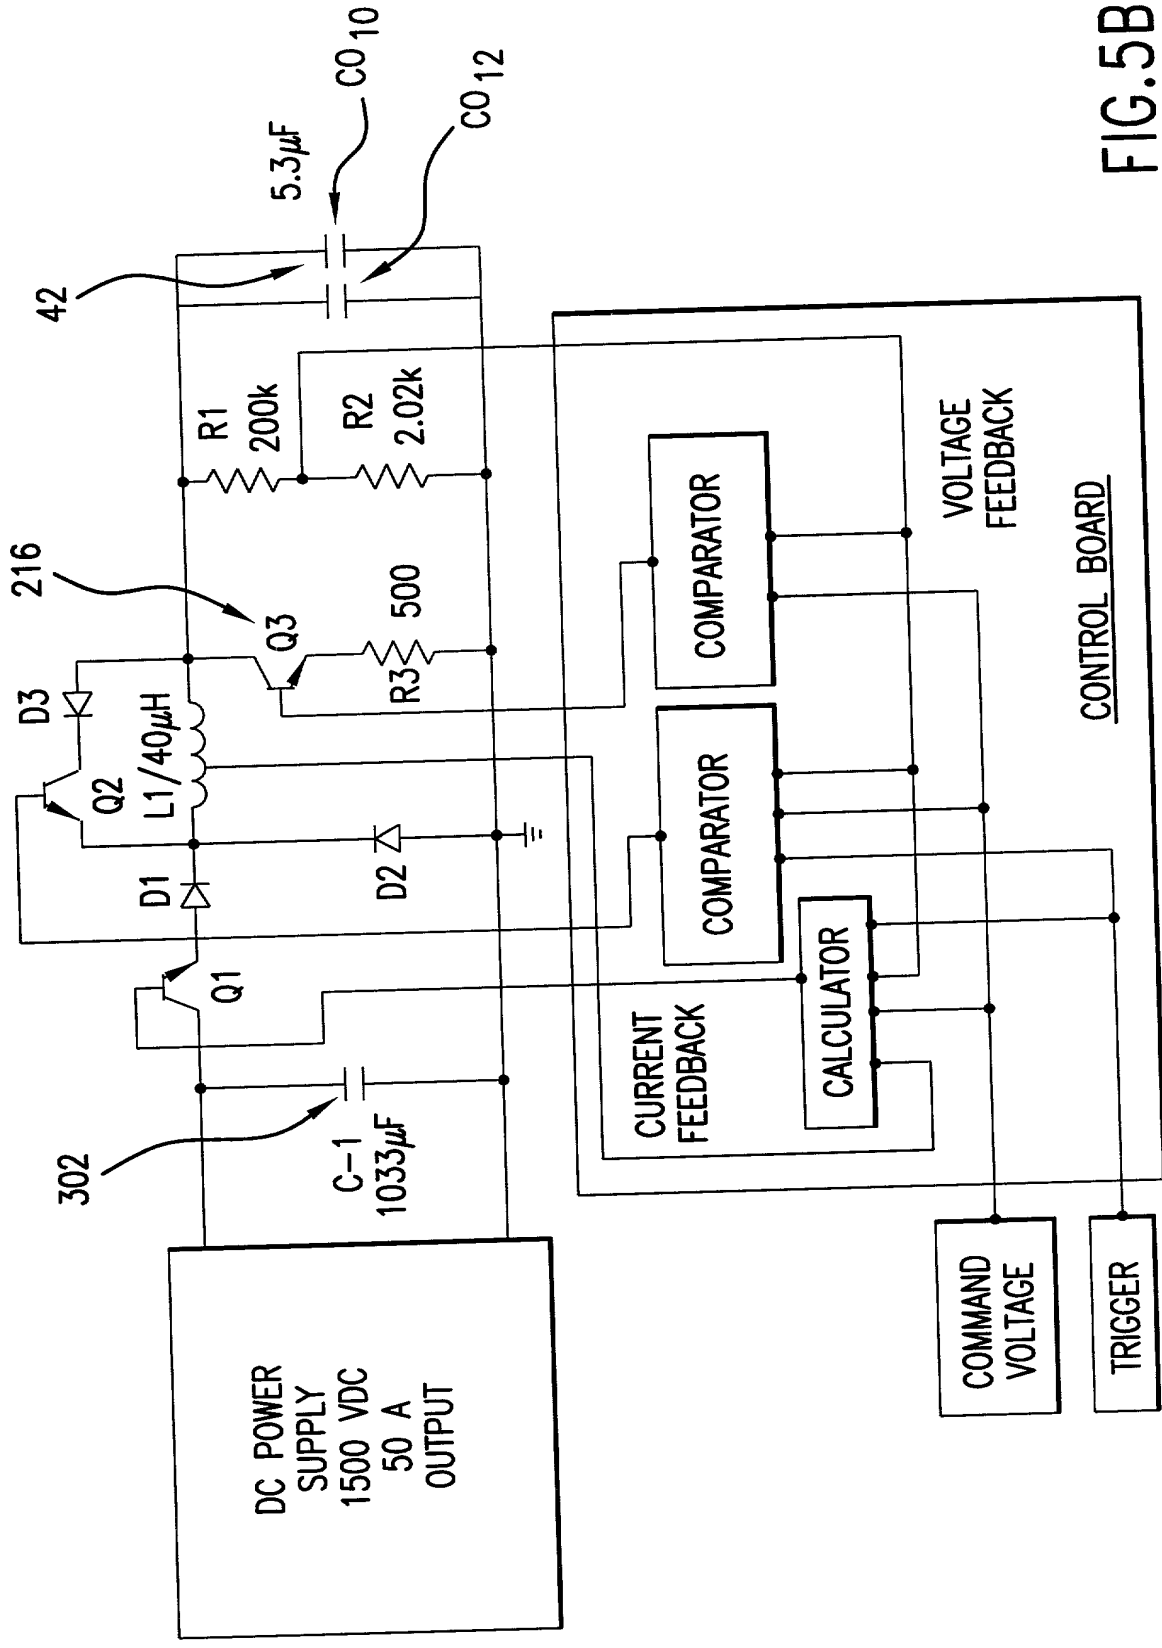 DC POWER
SUPPLY
1500 VDC
50 A
OUTPUT
302
C-1
1033µF
Q1
D1
Q2
D3
L1/40µH
D2
216
Q3
R3
500
R1
200k
R2
2.02k
42
5.3µF
CO10
CO12
CURRENT
FEEDBACK
CALCULATOR
COMPARATOR
COMPARATOR
VOLTAGE
FEEDBACK
CONTROL BOARD
COMMAND
VOLTAGE
TRIGGER
FIG.5B